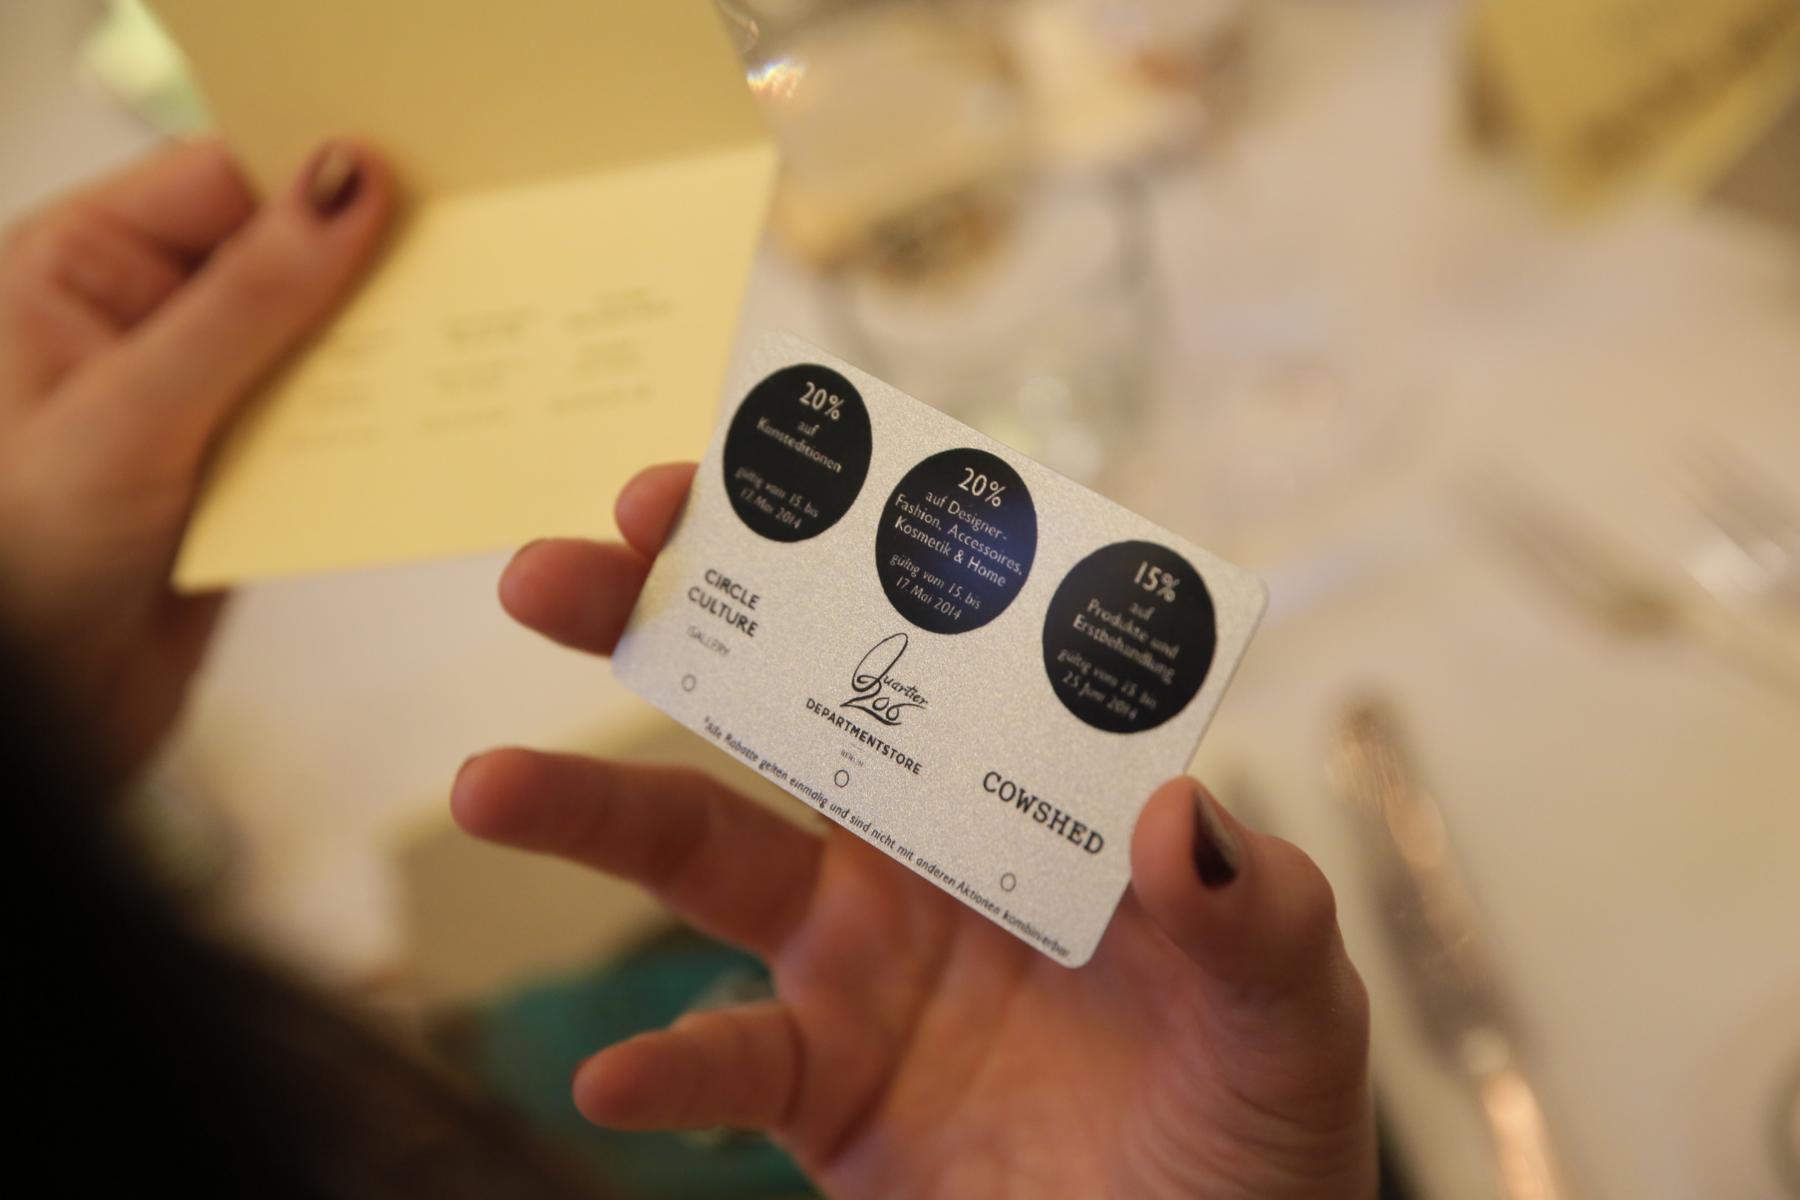 20%
auf
Kunsteditionen
gültig vom 15. bis
17. Mai 2014
CIRCLE
CULTURE
GALLERY
20%
auf Designer-
Fashion, Accessoires,
Kosmetik & Home
gültig vom 15. bis
17. Mai 2014
Quartier
206
DEPARTMENTSTORE
BERLIN
15%
auf
Produkte und
Erstbehandlung
gültig vom 15. bis
25. Juni 2014
COWSHED
*Alle Rabatte gelten einmalig und sind nicht mit anderen Aktionen kombinierbar.